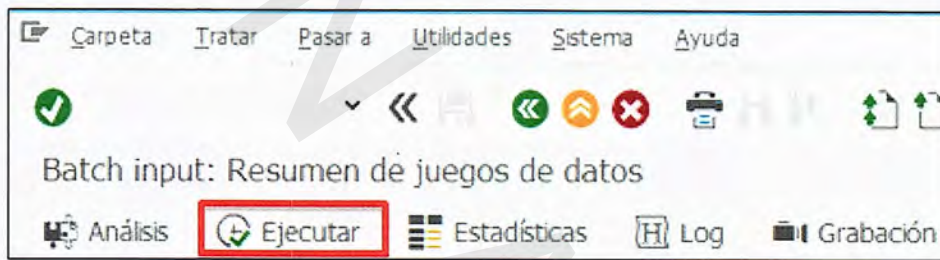 Carpeta Tratar Pasar a Utilidades Sistema Ayuda
Batch input: Resumen de juegos de datos
Análisis Ejecutar Estadísticas Log Grabación